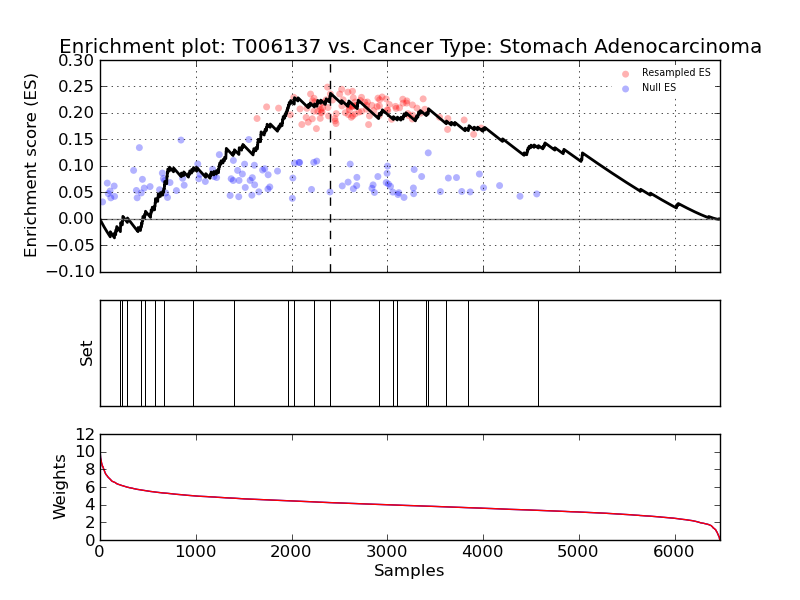 Enrichment plot: T006137 vs. Cancer Type: Stomach Adenocarcinoma
Enrichment score (ES)
0.30
0.25
0.20
0.15
0.10
0.05
0.00
−0.05
−0.10
Resampled ES
Null ES
Set
Weights
12
10
8
6
4
2
0
0 1000 2000 3000 4000 5000 6000
Samples